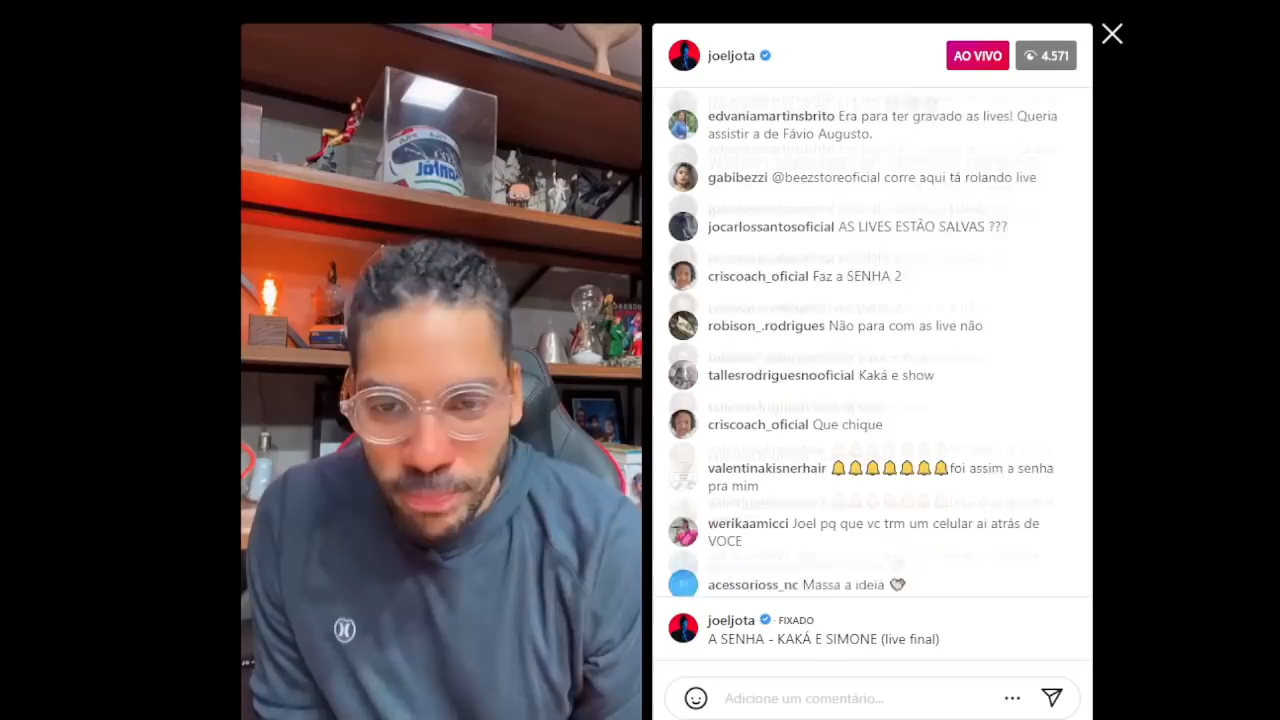 joeljota
AO VIVO
4.571
edvaniamartinsbrito Era para ter gravado as lives! Queria
assistir a de Fávio Augusto.
gabibezzi @beezstoreoficial corre aqui tá rolando live
jocarlossantosoficial AS LIVES ESTÃO SALVAS ???
criscoach_oficial Faz a SENHA 2
robison_.rodrigues Não para com as live não
tallesrodriguesnooficial Kaká e show
criscoach_oficial Que chique
valentinakisnerhair 🔔🔔🔔🔔🔔🔔🔔foi assim a senha
pra mim
werikaamicci Joel pq que vc trm um celular ai atrás de
VOCE
acessorioss_nc Massa a ideia
joeljota · FIXADO
A SENHA - KAKÁ E SIMONE (live final)
Adicione um comentário...